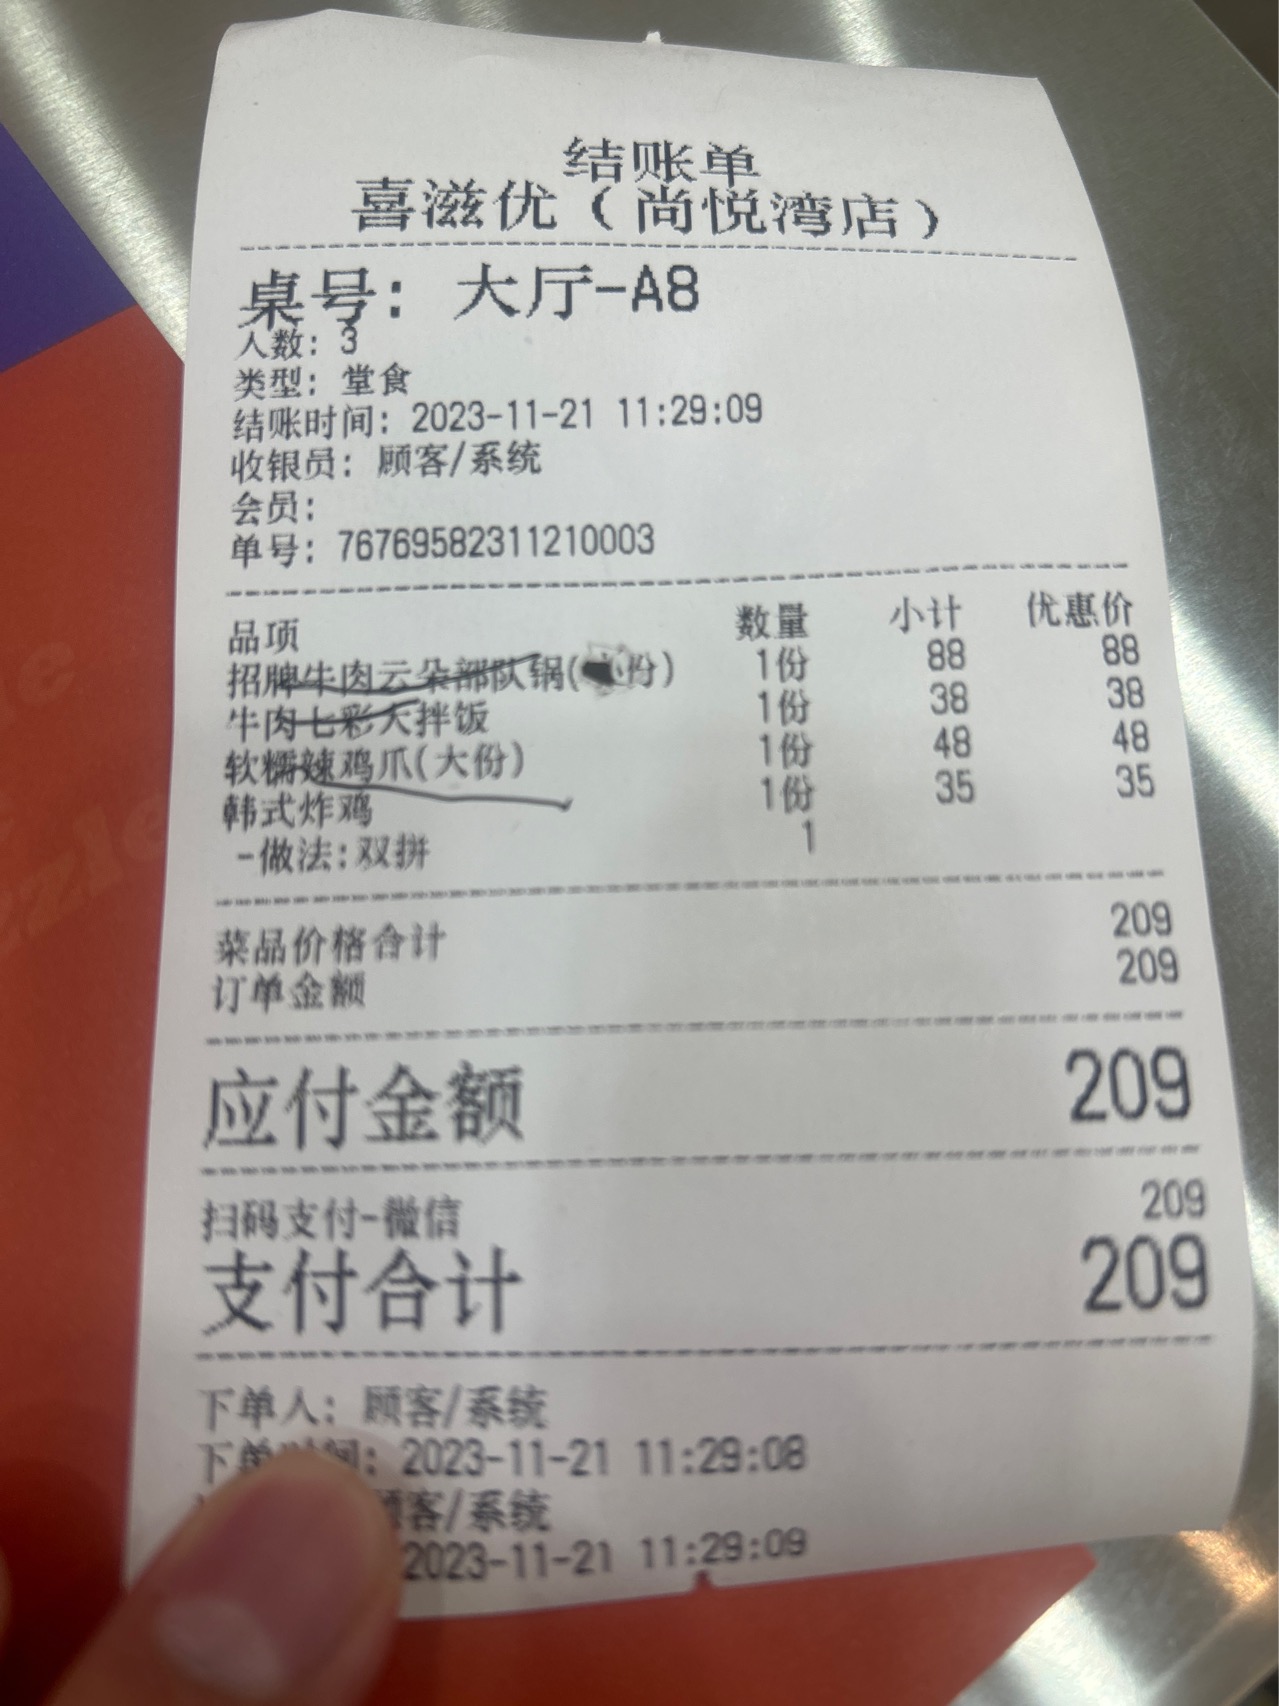 结账单
喜滋优(尚悦湾店)
桌号: 大厅-A8
人数: 3
类型: 堂食
结账时间: 2023-11-21 11:29:09
收银员: 顾客/系统
会员:
单号: 76769582311210003
品项 数量 小计 优惠价
招牌牛肉云朵部队锅( 份) 1份 88 88
牛肉七彩大拌饭 1份 38 38
软糯辣鸡爪(大份) 1份 48 48
韩式炸鸡 1份 35 35
-做法:双拼 1
菜品价格合计 209
订单金额 209
应付金额 209
扫码支付-微信 209
支付合计 209
下单人: 顾客/系统
下单时间: 2023-11-21 11:29:08
顾客/系统
2023-11-21 11:29:09